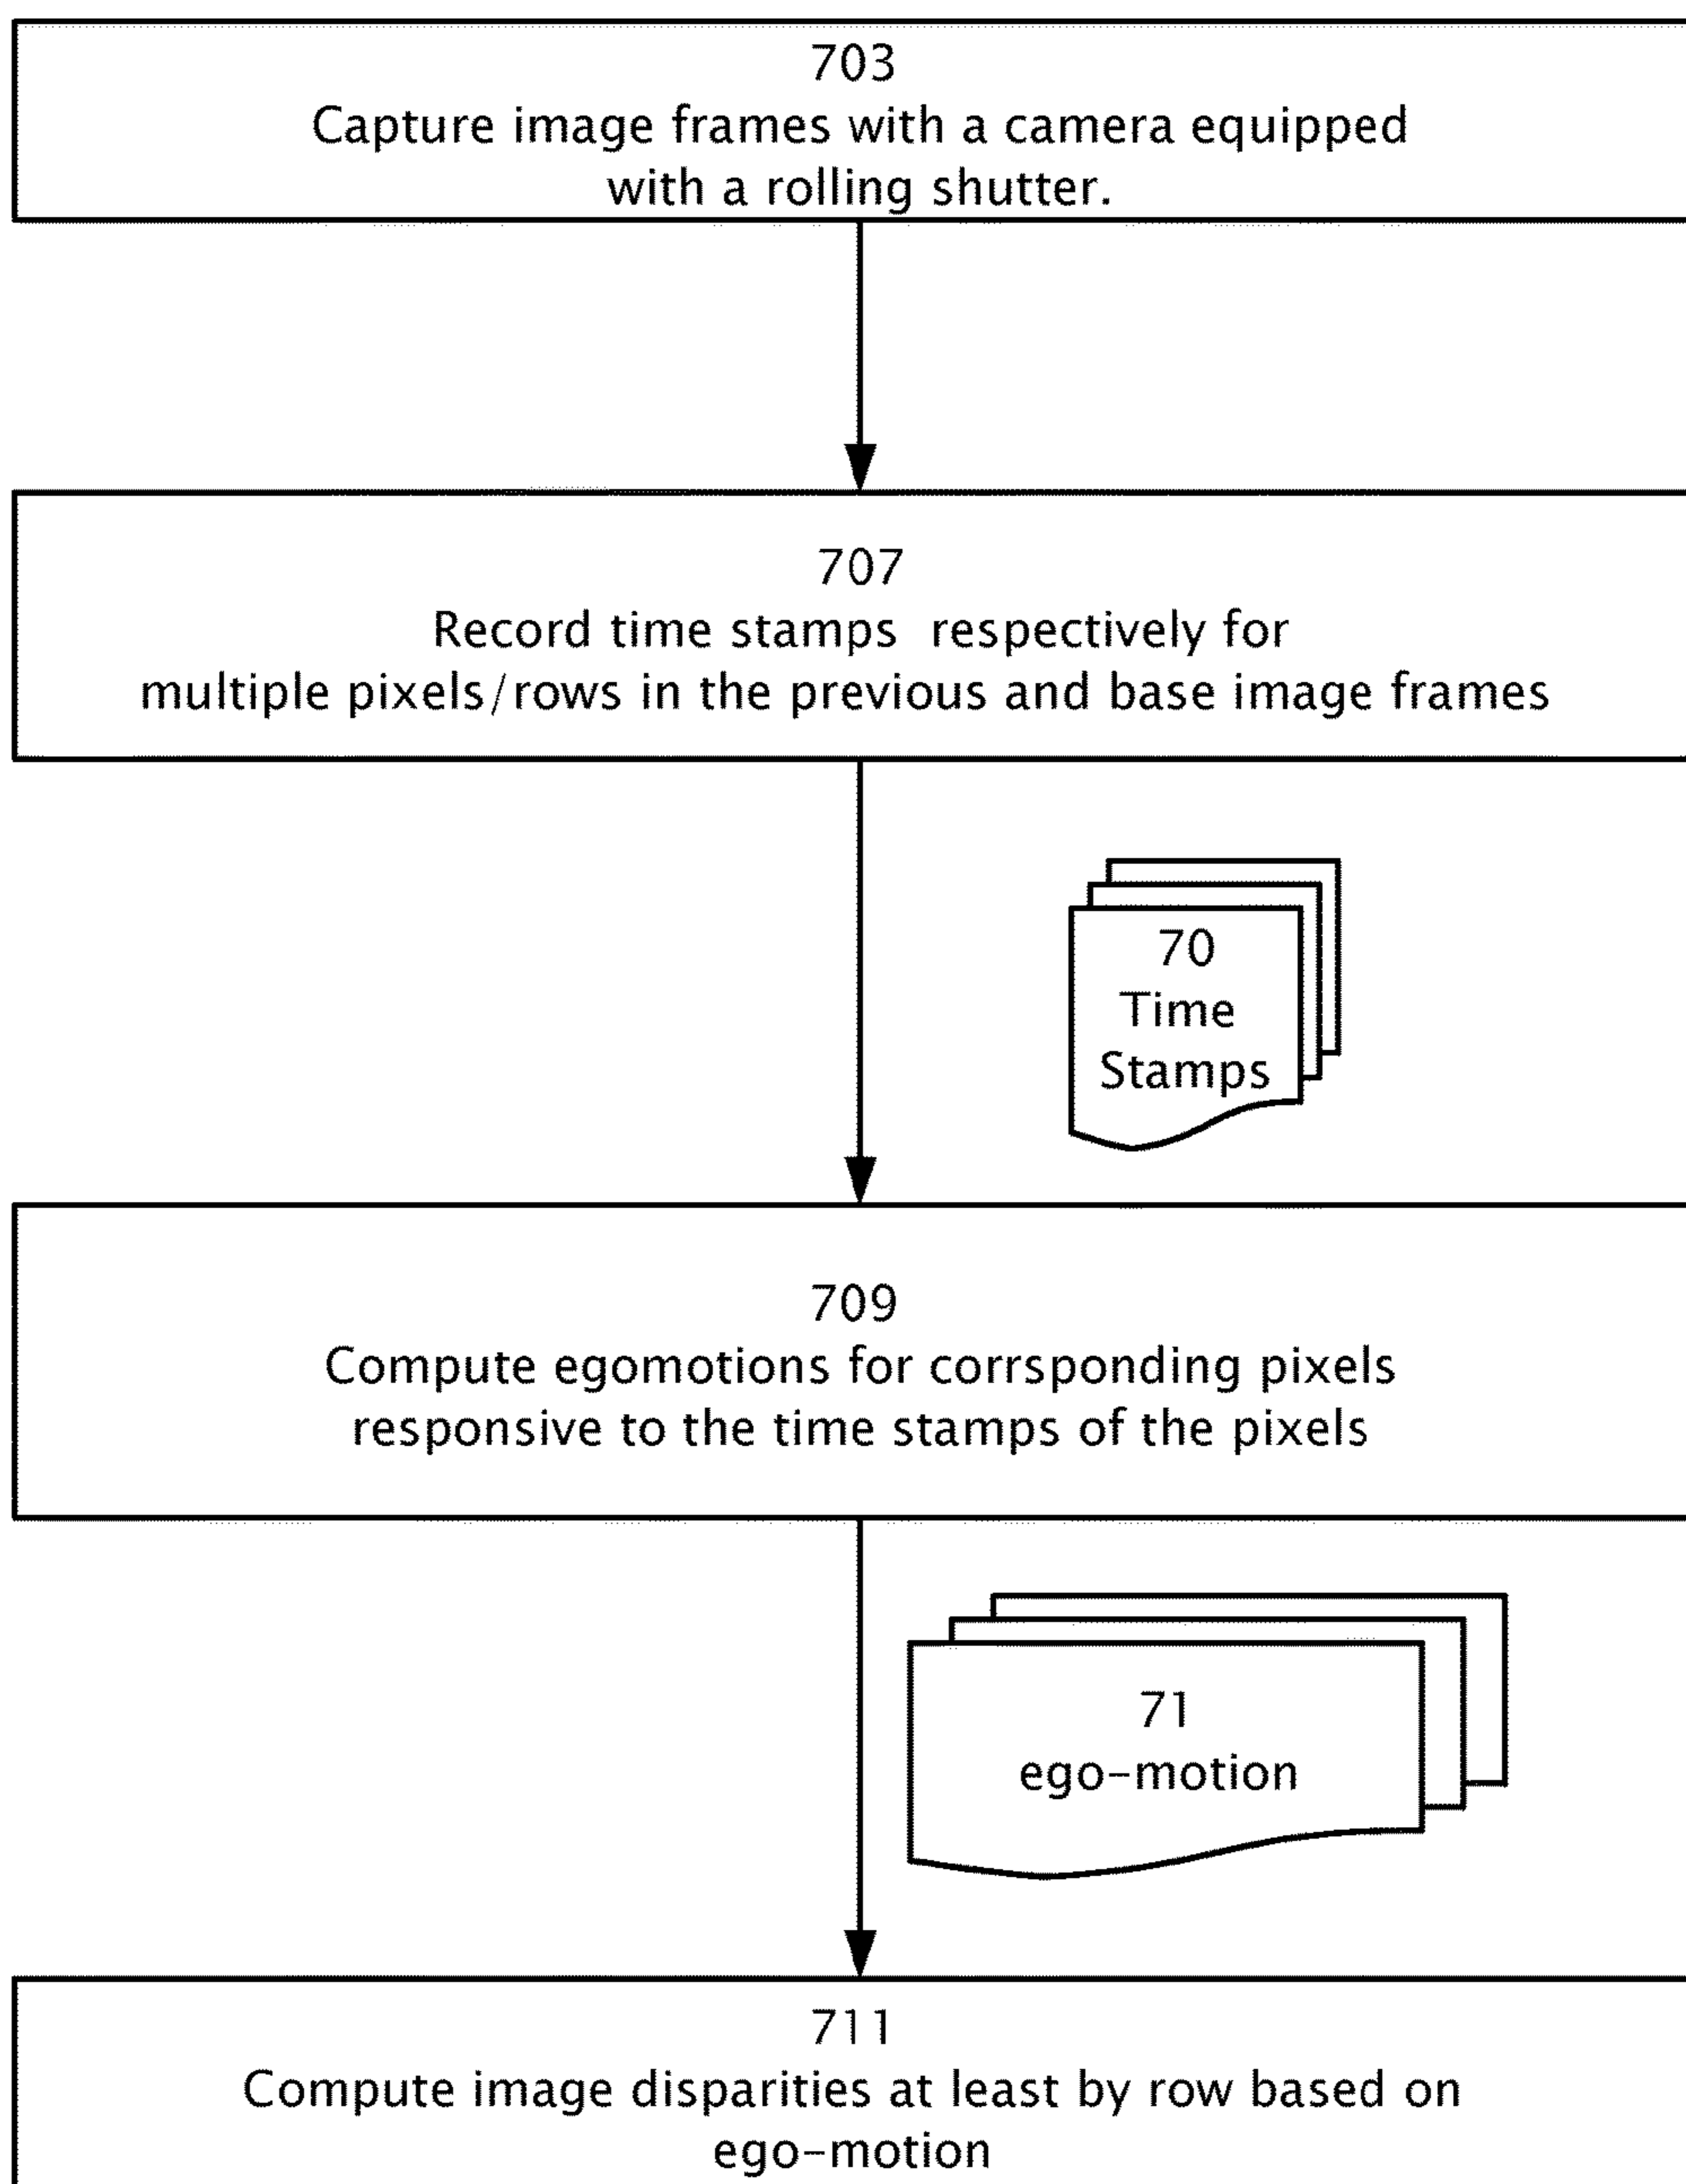 703
Capture image frames with a camera equipped
with a rolling shutter.
707
Record time stamps respectively for
multiple pixels/rows in the previous and base image frames
70
Time
Stamps
709
Compute egomotions for corrsponding pixels
responsive to the time stamps of the pixels
71
ego-motion
711
Compute image disparities at least by row based on
ego-motion